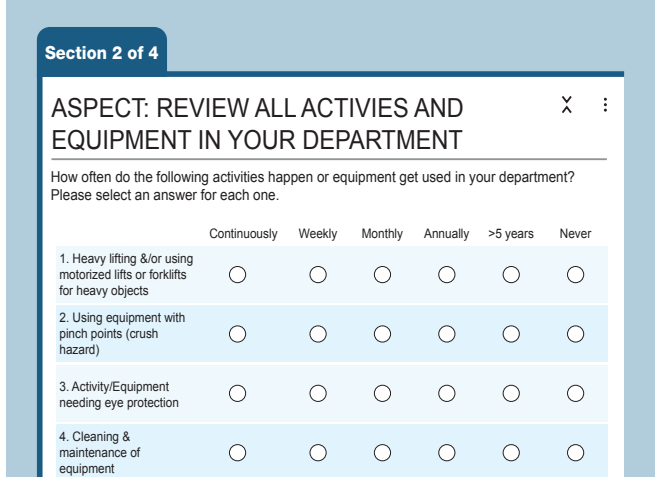 Section 2 of 4
ASPECT: REVIEW ALL ACTIVIES AND
EQUIPMENT IN YOUR DEPARTMENT
How often do the following activities happen or equipment get used in your department?
Please select an answer for each one.
Continuously Weekly Monthly Annually >5 years Never
1. Heavy lifting &/or using
motorized lifts or forklifts
for heavy objects
2. Using equipment with
pinch points (crush
hazard)
3. Activity/Equipment
needing eye protection
4. Cleaning &
maintenance of
equipment